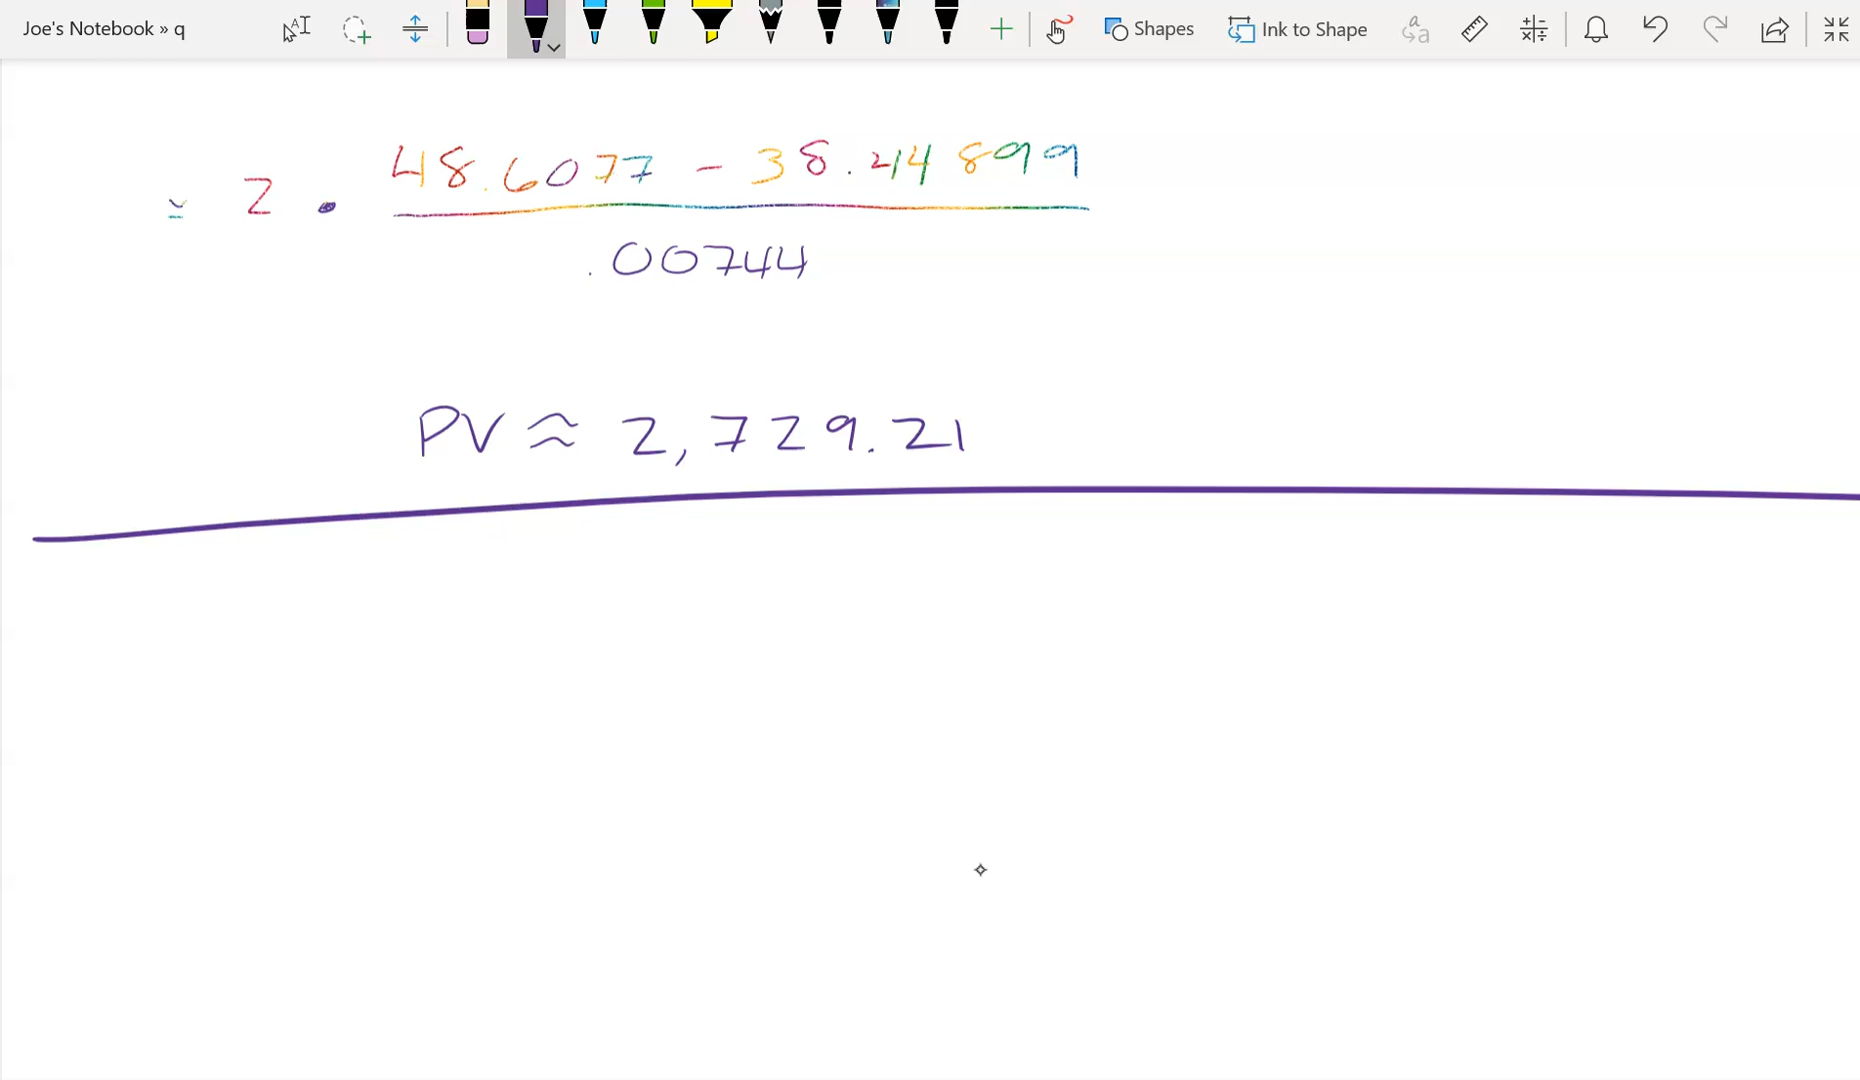 Joe's Notebook » q
Shapes
Ink to Shape
≈ 2 · 48.6077 - 38.44899
.00744
PV ≈ 2,729.21